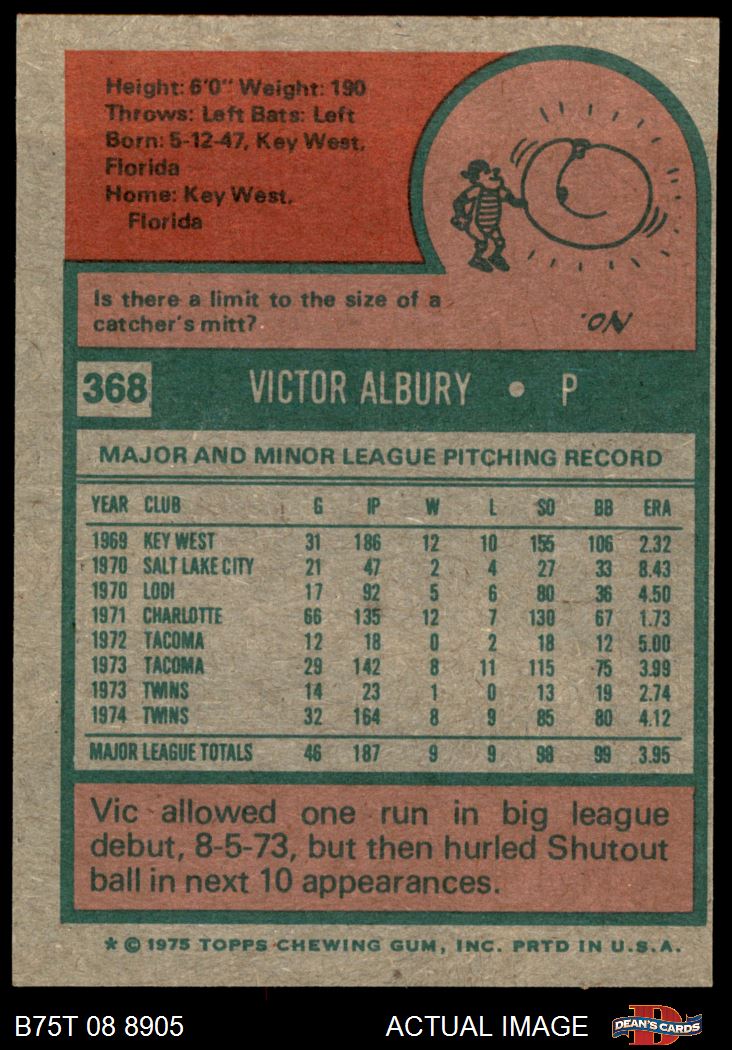 Height: 6'0" Weight: 190
Throws: Left Bats: Left
Born: 5-12-47, Key West,
Florida
Home: Key West,
Florida
Is there a limit to the size of a
catcher's mitt?
NO.
368 VICTOR ALBURY • P
MAJOR AND MINOR LEAGUE PITCHING RECORD
YEAR CLUB G IP W L SO BB ERA
1969 KEY WEST 31 186 12 10 155 106 2.32
1970 SALT LAKE CITY 21 47 2 4 27 33 8.43
1970 LODI 17 92 5 6 80 36 4.50
1971 CHARLOTTE 66 135 12 7 130 67 1.73
1972 TACOMA 12 18 0 2 18 12 5.00
1973 TACOMA 29 142 8 11 115 75 3.99
1973 TWINS 14 23 1 0 13 19 2.74
1974 TWINS 32 164 8 9 85 80 4.12
MAJOR LEAGUE TOTALS 46 187 9 9 98 99 3.95
Vic allowed one run in big league
debut, 8-5-73, but then hurled Shutout
ball in next 10 appearances.
* © 1975 TOPPS CHEWING GUM, INC. PRTD IN U.S.A.
B75T 08 8905 ACTUAL IMAGE DEAN'S CARDS